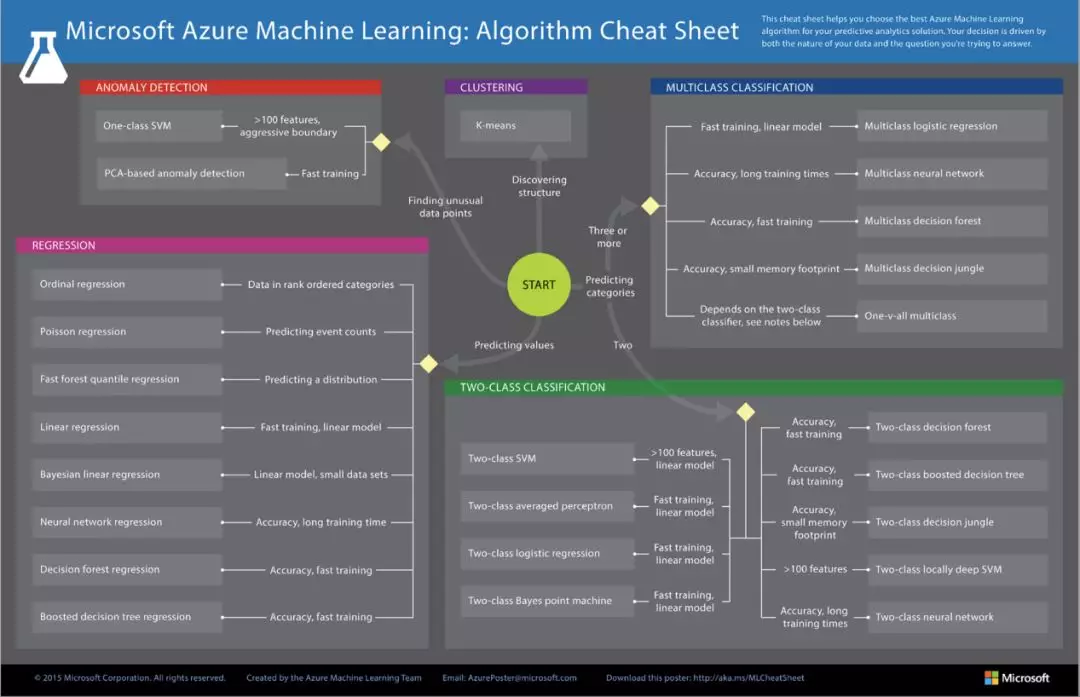 Microsoft Azure Machine Learning: Algorithm Cheat Sheet
This cheat sheet helps you choose the best Azure Machine Learning
algorithm for your predictive analytics solution. Your decision is driven by
both the nature of your data and the question you're trying to answer.
ANOMALY DETECTION
One-class SVM
>100 features,
aggressive boundary
PCA-based anomaly detection
Fast training
CLUSTERING
K-means
MULTICLASS CLASSIFICATION
Fast training, linear model
Multiclass logistic regression
Accuracy, long training times
Multiclass neural network
Accuracy, fast training
Multiclass decision forest
Accuracy, small memory footprint
Multiclass decision jungle
Depends on the two-class
classifier, see notes below
One-v-all multiclass
Finding unusual
data points
Discovering
structure
Three or
more
START
Predicting
categories
Predicting values
Two
REGRESSION
Ordinal regression
Data in rank ordered categories
Poisson regression
Predicting event counts
Fast forest quantile regression
Predicting a distribution
Linear regression
Fast training, linear model
Bayesian linear regression
Linear model, small data sets
Neural network regression
Accuracy, long training time
Decision forest regression
Accuracy, fast training
Boosted decision tree regression
Accuracy, fast training
TWO-CLASS CLASSIFICATION
Two-class SVM
>100 features,
linear model
Two-class averaged perceptron
Fast training,
linear model
Two-class logistic regression
Fast training,
linear model
Two-class Bayes point machine
Fast training,
linear model
Accuracy,
fast training
Two-class decision forest
Accuracy,
fast training
Two-class boosted decision tree
Accuracy,
small memory
footprint
Two-class decision jungle
>100 features
Two-class locally deep SVM
Accuracy, long
training times
Two-class neural network
© 2015 Microsoft Corporation. All rights reserved.
Created by the Azure Machine Learning Team
Email: AzurePoster@microsoft.com
Download this poster: http://aka.ms/MLCheatSheet
Microsoft